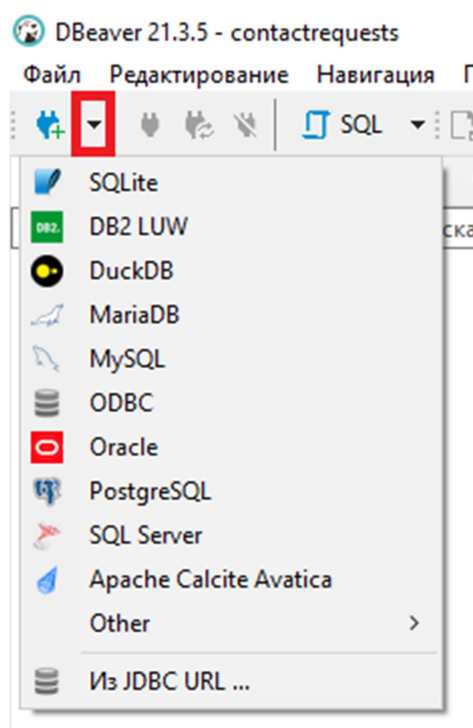 DBeaver 21.3.5 - contactrequests
Файл Редактирование Навигация
SQL
SQLite
DB2. DB2 LUW
DuckDB
MariaDB
MySQL
ODBC
Oracle
PostgreSQL
SQL Server
Apache Calcite Avatica
Other
Из JDBC URL ...